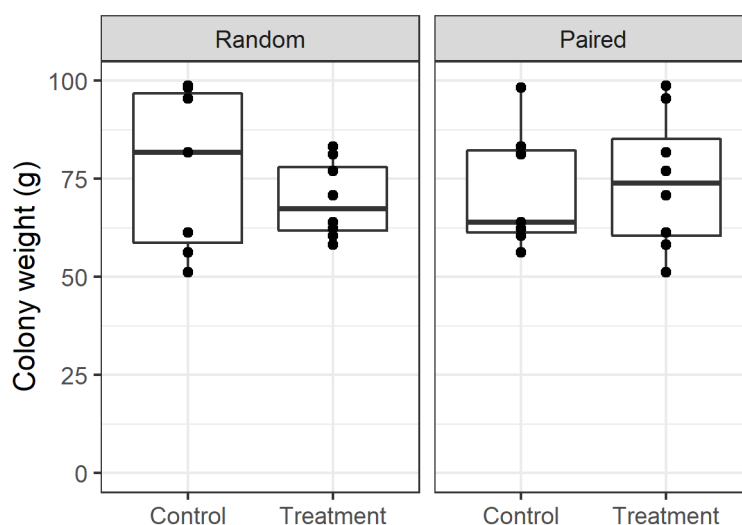 Random Paired
Colony weight (g)
100
75
50
25
0
Control Treatment Control Treatment